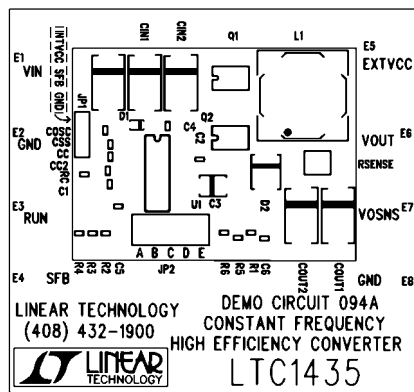 CIN1 CIN2 Q1 L1
E1 VIN
INTVCC SFB GND
E5 EXTVCC
JP1
D1
C4
Q2
C2
E2 GND
COSC
CSS
CC
CC2
RC
C1
VOUT E6
RSENSE
E3 RUN
U1 C3
D2
E7 VOSNS
R4 R3 R2 C5
A B C D E
JP2
R6 R5 R1 C6
COUT2 COUT1
E4 SFB
GND E8
LINEAR TECHNOLOGY
(408) 432-1900
DEMO CIRCUIT 094A
CONSTANT FREQUENCY
HIGH EFFICIENCY CONVERTER
LT LINEAR
TECHNOLOGY
LTC1435